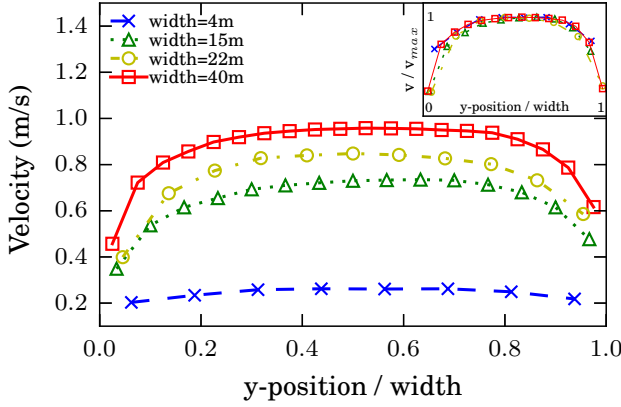 1.4
1.2
1.0
0.8
0.6
0.4
0.2
Velocity (m/s)
width=4m
width=15m
width=22m
width=40m
1
v / v_max
0
1
y-position / width
0.0
0.2
0.4
0.6
0.8
1.0
y-position / width